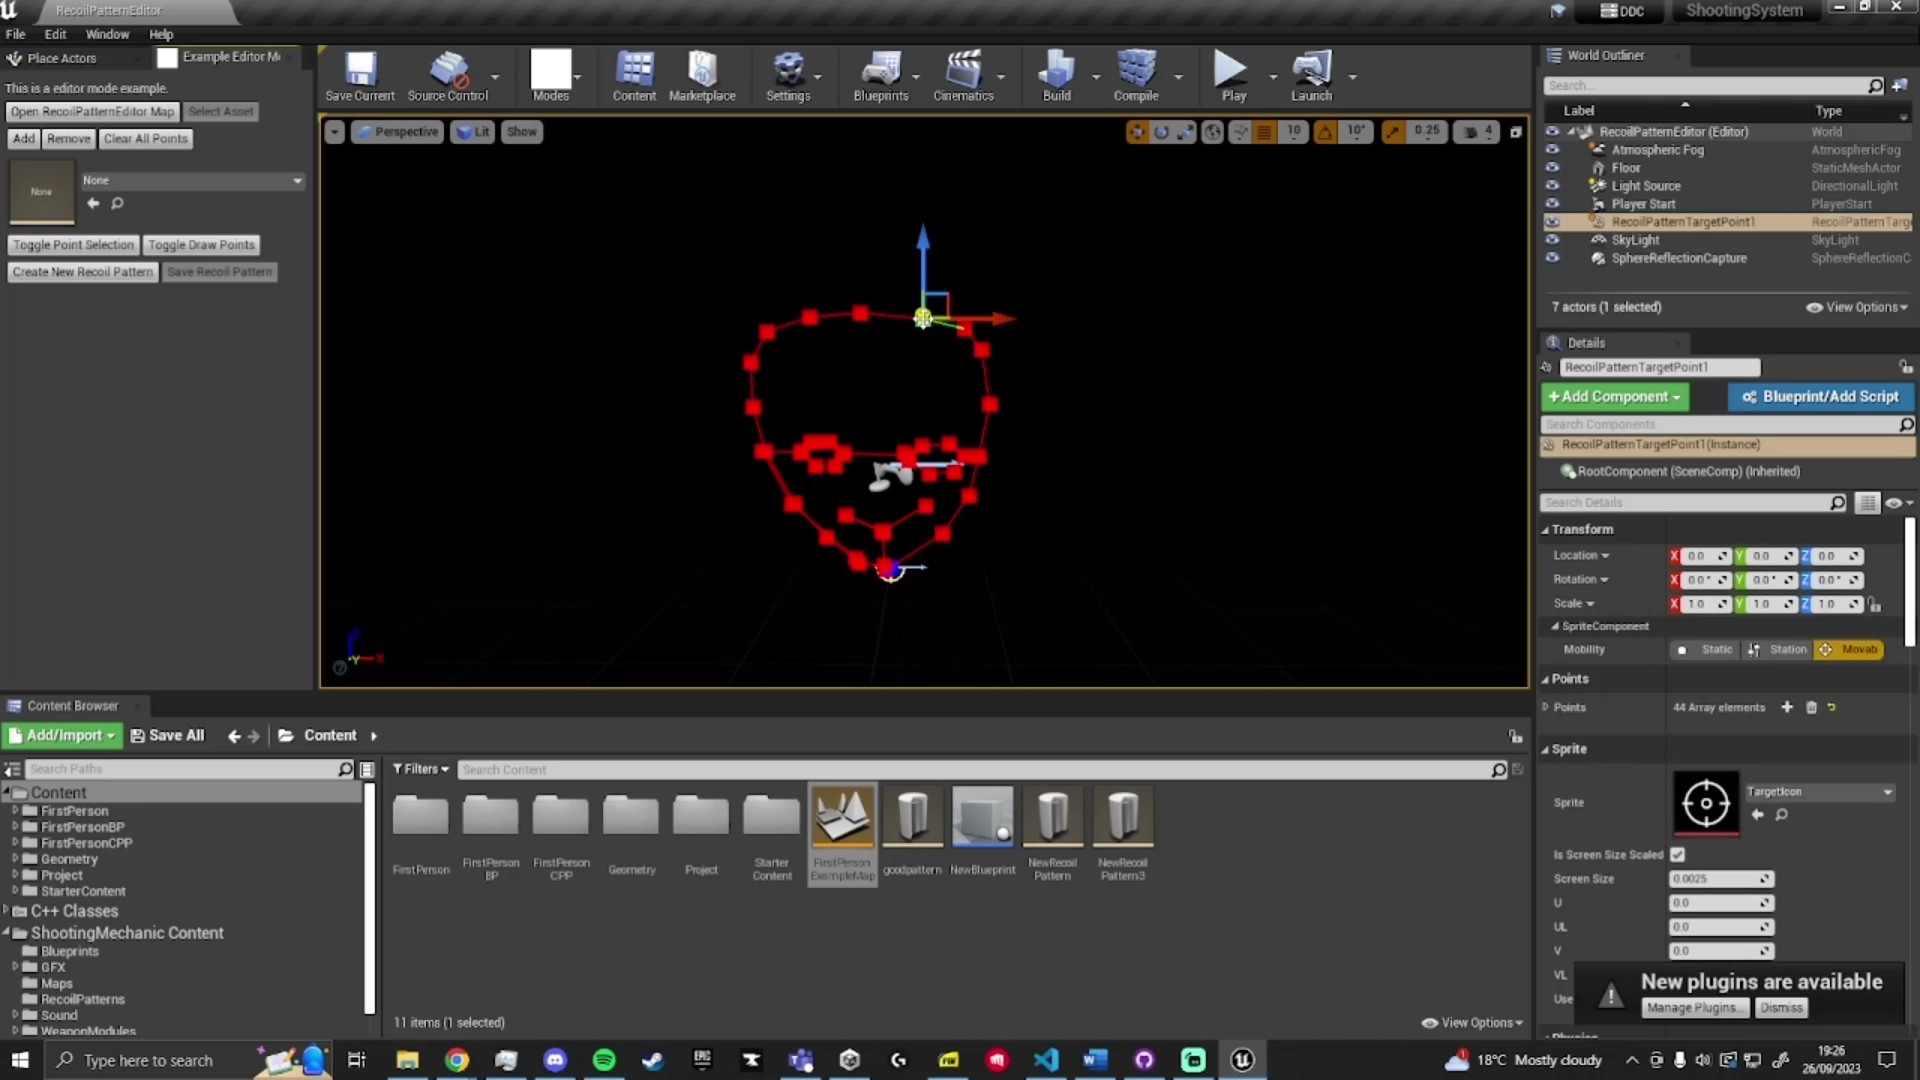 RecoilPatternEditor
DDC
ShootingSystem
File Edit Window Help
Place Actors
Example Editor M
This is a editor mode example.
Open RecoilPatternEditor Map
Select Asset
Add
Remove
Clear All Points
None
None
Toggle Point Selection
Toggle Draw Points
Create New Recoil Pattern
Save Recoil Pattern
Save Current
Source Control
Modes
Content
Marketplace
Settings
Blueprints
Cinematics
Build
Compile
Play
Launch
Perspective
Lit
Show
10
10°
0.25
4
X
Y
World Outliner
Search...
Label
Type
RecoilPatternEditor (Editor) World
Atmospheric Fog AtmosphericFog
Floor StaticMeshActor
Light Source DirectionalLight
Player Start PlayerStart
RecoilPatternTargetPoint1 RecoilPatternTarg
SkyLight SkyLight
SphereReflectionCapture SphereReflectionC
7 actors (1 selected)
View Options
Details
RecoilPatternTargetPoint1
+Add Component
Blueprint/Add Script
Search Components
RecoilPatternTargetPoint1(Instance)
RootComponent (SceneComp) (Inherited)
Search Details
Transform
Location X 0.0 Y 0.0 Z 0.0
Rotation X 0.0° Y 0.0° Z 0.0°
Scale X 1.0 Y 1.0 Z 1.0
SpriteComponent
Mobility Static Station Movab
Points
Points 44 Array elements
Sprite
Sprite
TargetIcon
Is Screen Size Scaled
Screen Size 0.0025
U 0.0
UL 0.0
V 0.0
VL
Use
New plugins are available
Manage Plugins...
Dismiss
Content Browser
Add/Import
Save All
Content
Search Paths
Filters
Search Content
Content
FirstPerson
FirstPersonBP
FirstPersonCPP
Geometry
Project
StarterContent
C++ Classes
ShootingMechanic Content
Blueprints
GFX
Maps
RecoilPatterns
Sound
WeaponModules
FirstPerson
FirstPerson
BP
FirstPerson
CPP
Geometry
Project
Starter
Content
FirstPerson
ExampleMap
goodpattern
NewBlueprint
NewRecoil
Pattern
NewRecoil
Pattern3
11 items (1 selected)
View Options
Type here to search
EPIC
18°C Mostly cloudy
19:26
26/09/2023